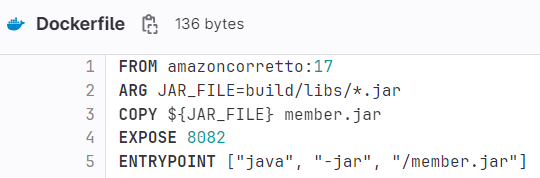 Dockerfile 136 bytes
1 FROM amazoncorretto:17
2 ARG JAR_FILE=build/libs/*.jar
3 COPY ${JAR_FILE} member.jar
4 EXPOSE 8082
5 ENTRYPOINT ["java", "-jar", "/member.jar"]